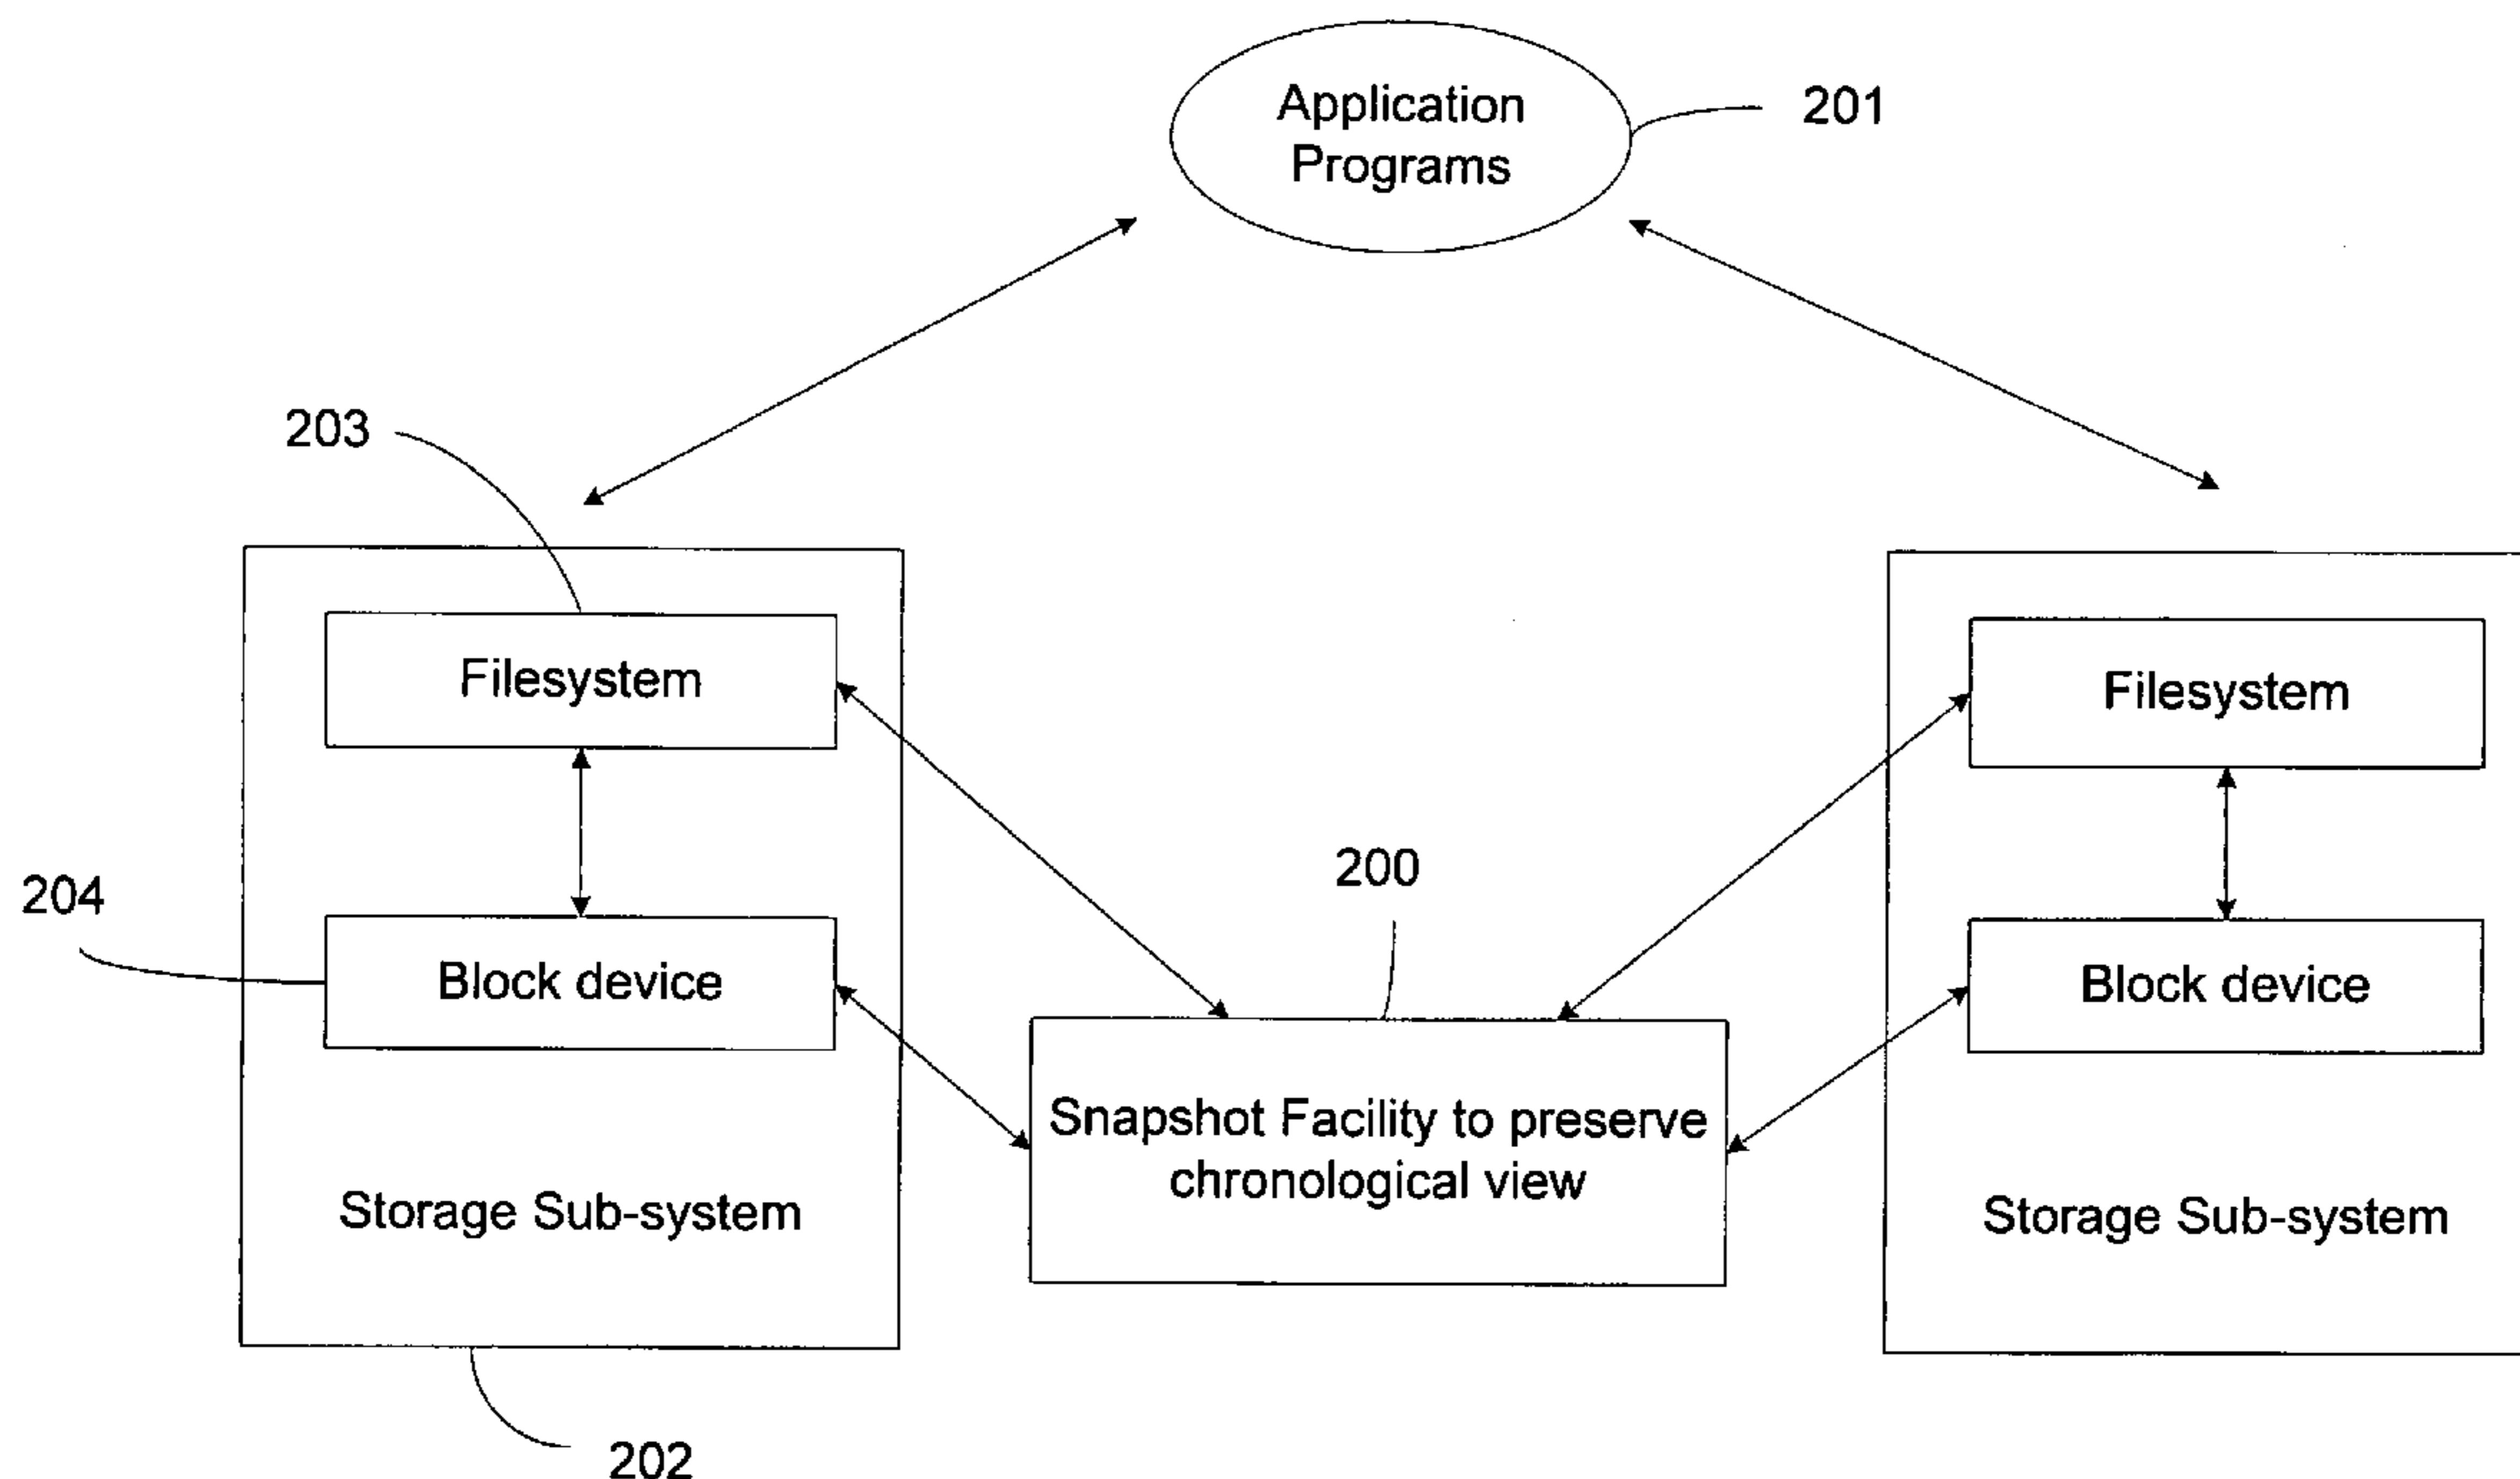 Application
Programs
201
203
Filesystem
Filesystem
200
204
Block device
Block device
Snapshot Facility to preserve
chronological view
Storage Sub-system
Storage Sub-system
202